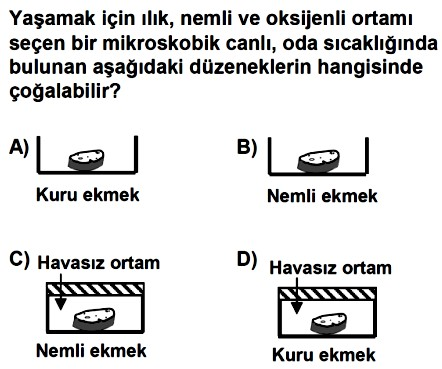 Yaşamak için ılık, nemli ve oksijenli ortamı
seçen bir mikroskobik canlı, oda sıcaklığında
bulunan aşağıdaki düzeneklerin hangisinde
çoğalabilir?
A)
Kuru ekmek
B)
Nemli ekmek
C) Havasız ortam
Nemli ekmek
D) Havasız ortam
Kuru ekmek